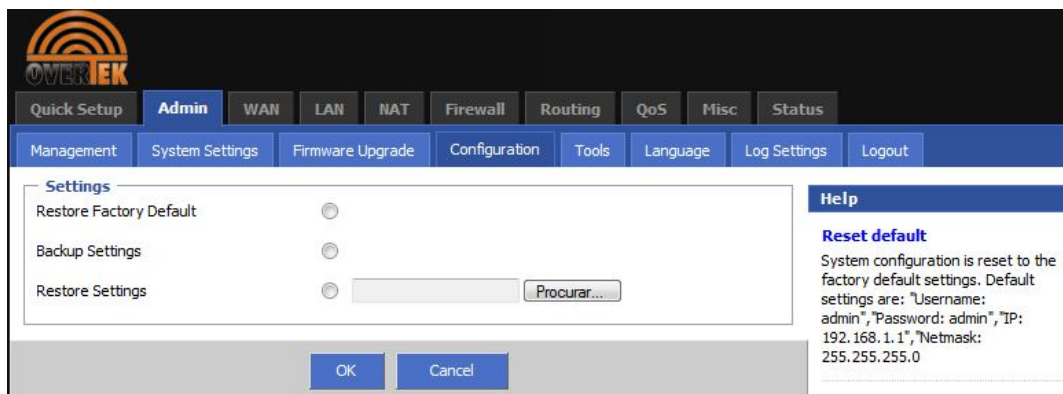 OVERTEK
Quick Setup Admin WAN LAN NAT Firewall Routing QoS Misc Status
Management System Settings Firmware Upgrade Configuration Tools Language Log Settings Logout
Settings
Restore Factory Default
Backup Settings
Restore Settings Procurar...
OK Cancel
Help
Reset default
System configuration is reset to the
factory default settings. Default
settings are: "Username:
admin","Password: admin","IP:
192.168.1.1","Netmask:
255.255.255.0